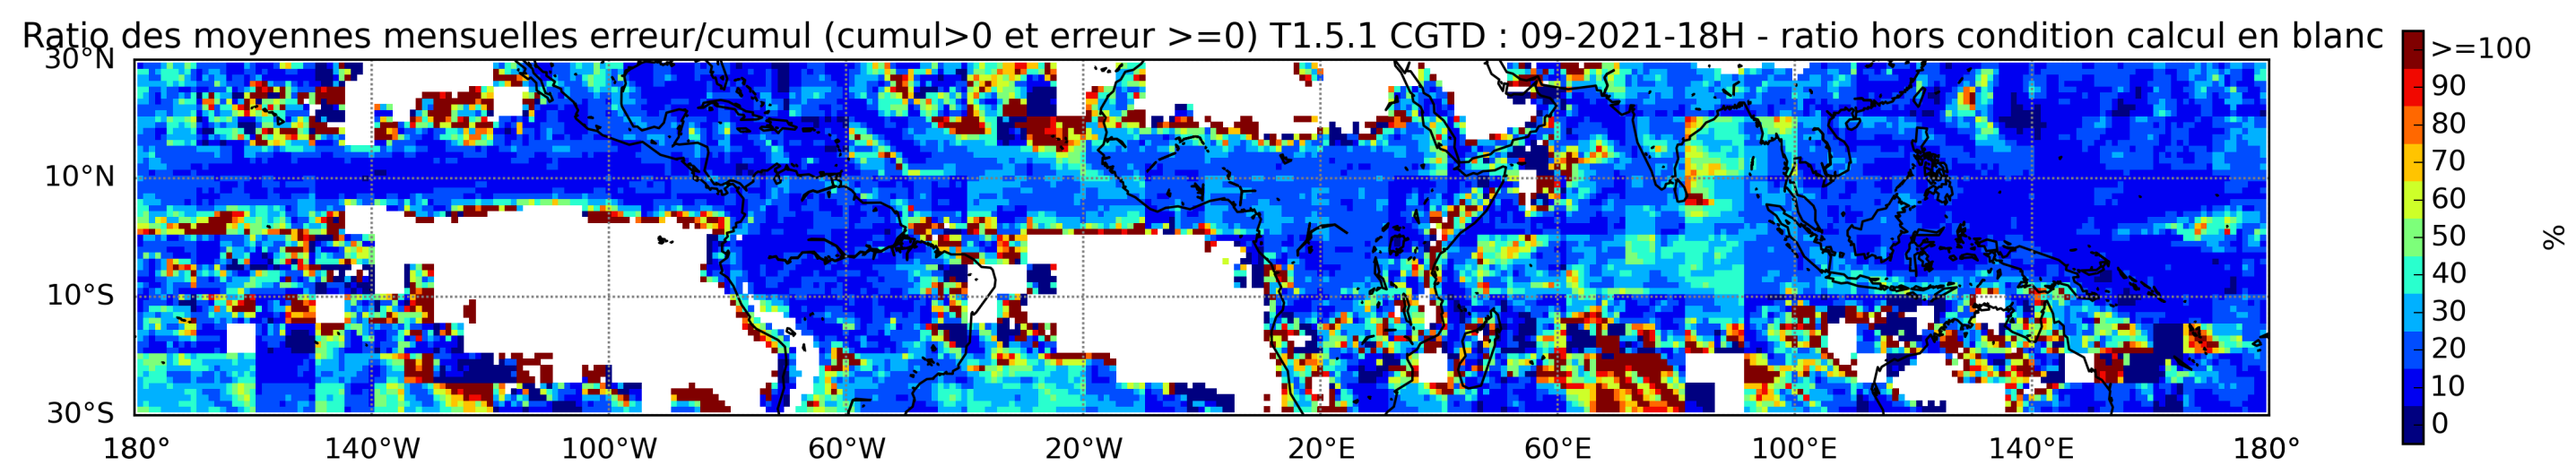 Ratio des moyennes mensuelles erreur/cumul (cumul>0 et erreur >=0) T1.5.1 CGTD : 09-2021-18H - ratio hors condition calcul en blanc
30°N
10°N
10°S
30°S
180° 140°W 100°W 60°W 20°W 20°E 60°E 100°E 140°E 180°
>=100
90
80
70
60
50
40
30
20
10
0
%